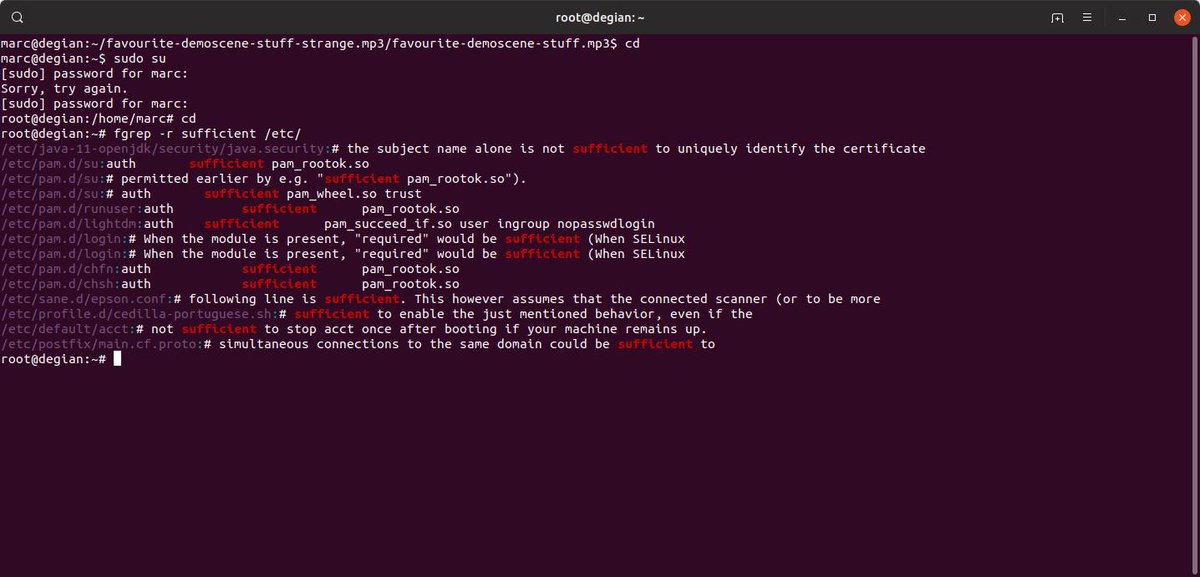 root@degian: ~
marc@degian:~/favourite-demoscene-stuff-strange.mp3/favourite-demoscene-stuff.mp3$ cd
marc@degian:~$ sudo su
[sudo] password for marc:
Sorry, try again.
[sudo] password for marc:
root@degian:/home/marc# cd
root@degian:~# fgrep -r sufficient /etc/
/etc/java-11-openjdk/security/java.security:# the subject name alone is not sufficient to uniquely identify the certificate
/etc/pam.d/su:auth       sufficient pam_rootok.so
/etc/pam.d/su:# permitted earlier by e.g. "sufficient pam_rootok.so").
/etc/pam.d/su:# auth       sufficient pam_wheel.so trust
/etc/pam.d/runuser:auth         sufficient      pam_rootok.so
/etc/pam.d/lightdm:auth    sufficient      pam_succeed_if.so user ingroup nopasswdlogin
/etc/pam.d/login:# When the module is present, "required" would be sufficient (When SELinux
/etc/pam.d/login:# When the module is present, "required" would be sufficient (When SELinux
/etc/pam.d/chfn:auth            sufficient      pam_rootok.so
/etc/pam.d/chsh:auth            sufficient      pam_rootok.so
/etc/sane.d/epson.conf:# following line is sufficient. This however assumes that the connected scanner (or to be more
/etc/profile.d/cedilla-portuguese.sh:# sufficient to enable the just mentioned behavior, even if the
/etc/default/acct:# not sufficient to stop acct once after booting if your machine remains up.
/etc/postfix/main.cf.proto:# simultaneous connections to the same domain could be sufficient to
root@degian:~#